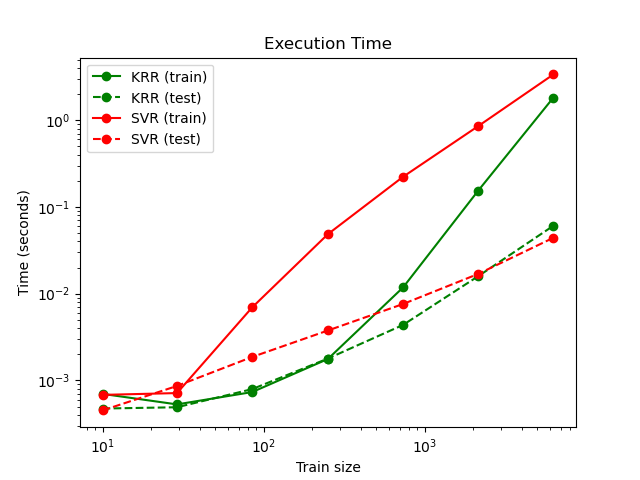 Execution Time
KRR (train)
KRR (test)
SVR (train)
SVR (test)
Time (seconds)
10⁰
10⁻¹
10⁻²
10⁻³
10¹
10²
10³
Train size